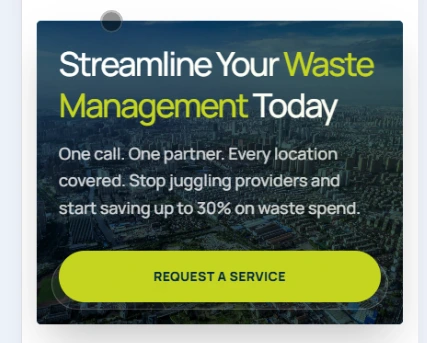 Streamline Your Waste
Management Today
One call. One partner. Every location
covered. Stop juggling providers and
start saving up to 30% on waste spend.
REQUEST A SERVICE